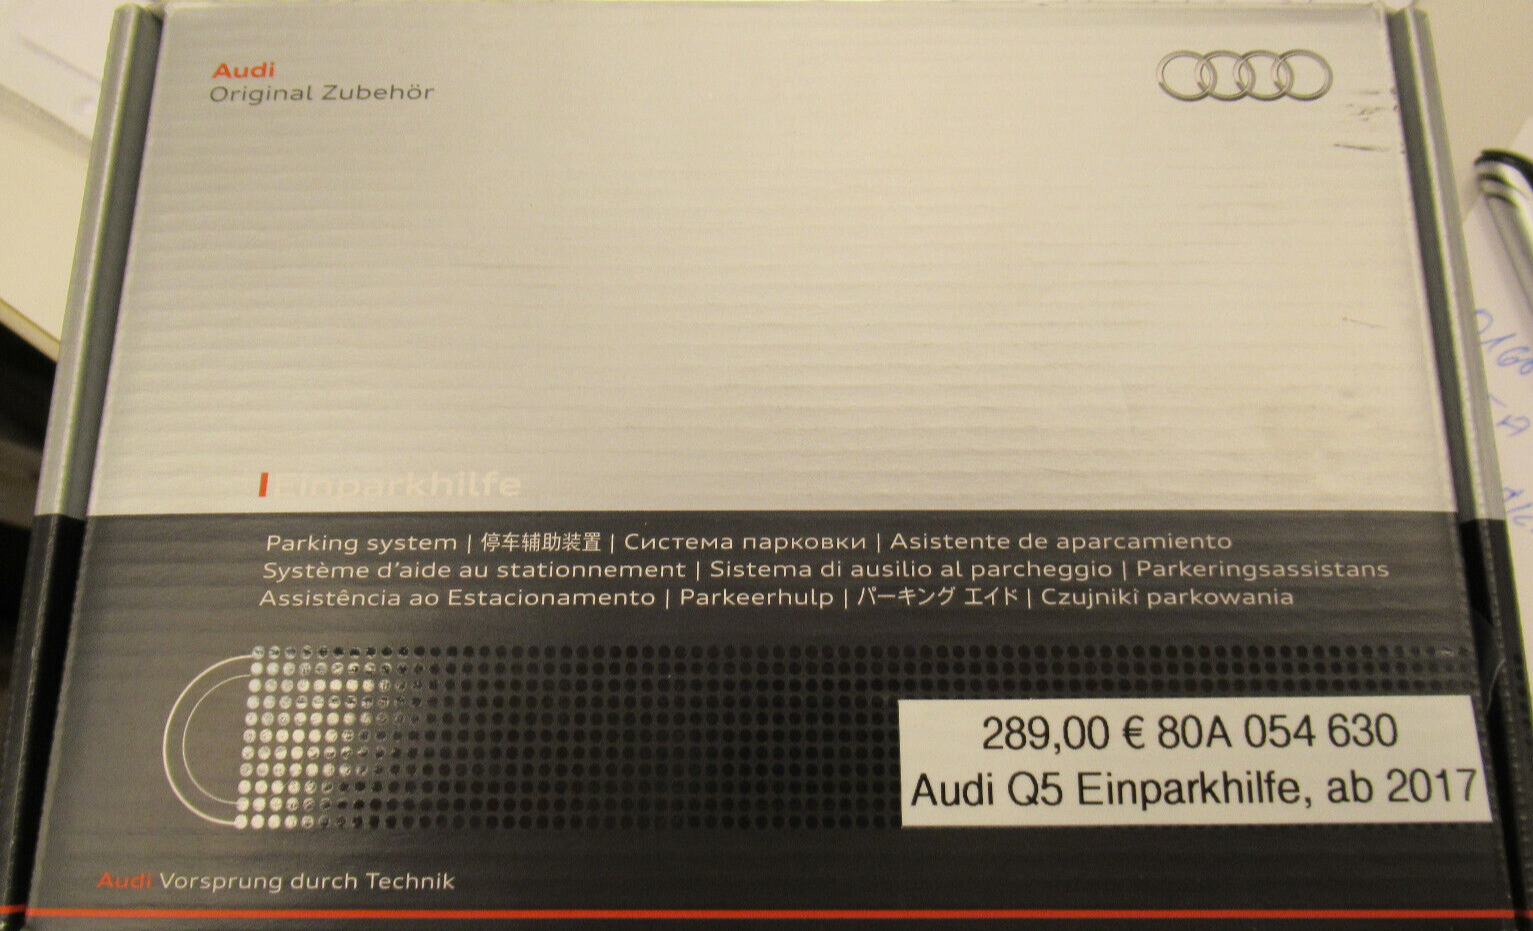 Audi
Original Zubehör
Einparkhilfe
Parking system | 停车辅助装置 | Система парковки | Asistente de aparcamiento
Système d'aide au stationnement | Sistema di ausilio al parcheggio | Parkeringsassistans
Assistência ao Estacionamento | Parkeerhulp | パーキング エイド | Czujniki parkowania
289,00 € 80A 054 630
Audi Q5 Einparkhilfe, ab 2017
Audi Vorsprung durch Technik